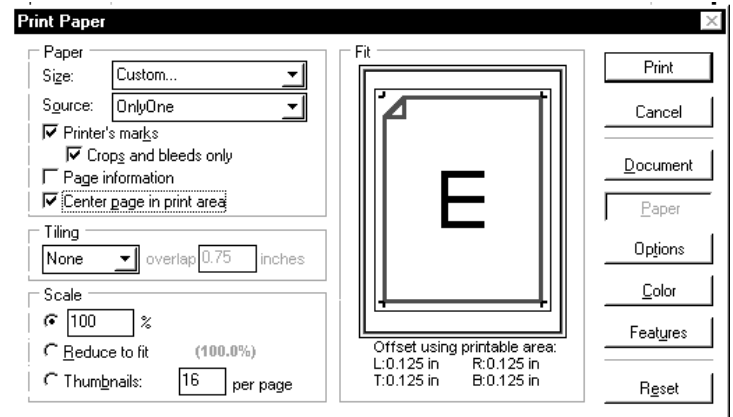 Print Paper
Paper
Size: Custom...
Source: OnlyOne
Printer's marks
Crops and bleeds only
Page information
Center page in print area
Tiling
None overlap 0.75 inches
Scale
100 %
Reduce to fit (100.0%)
Thumbnails: 16 per page
Fit
E
Offset using printable area:
L:0.125 in R:0.125 in
T:0.125 in B:0.125 in
Print
Cancel
Document
Paper
Options
Color
Features
Reset